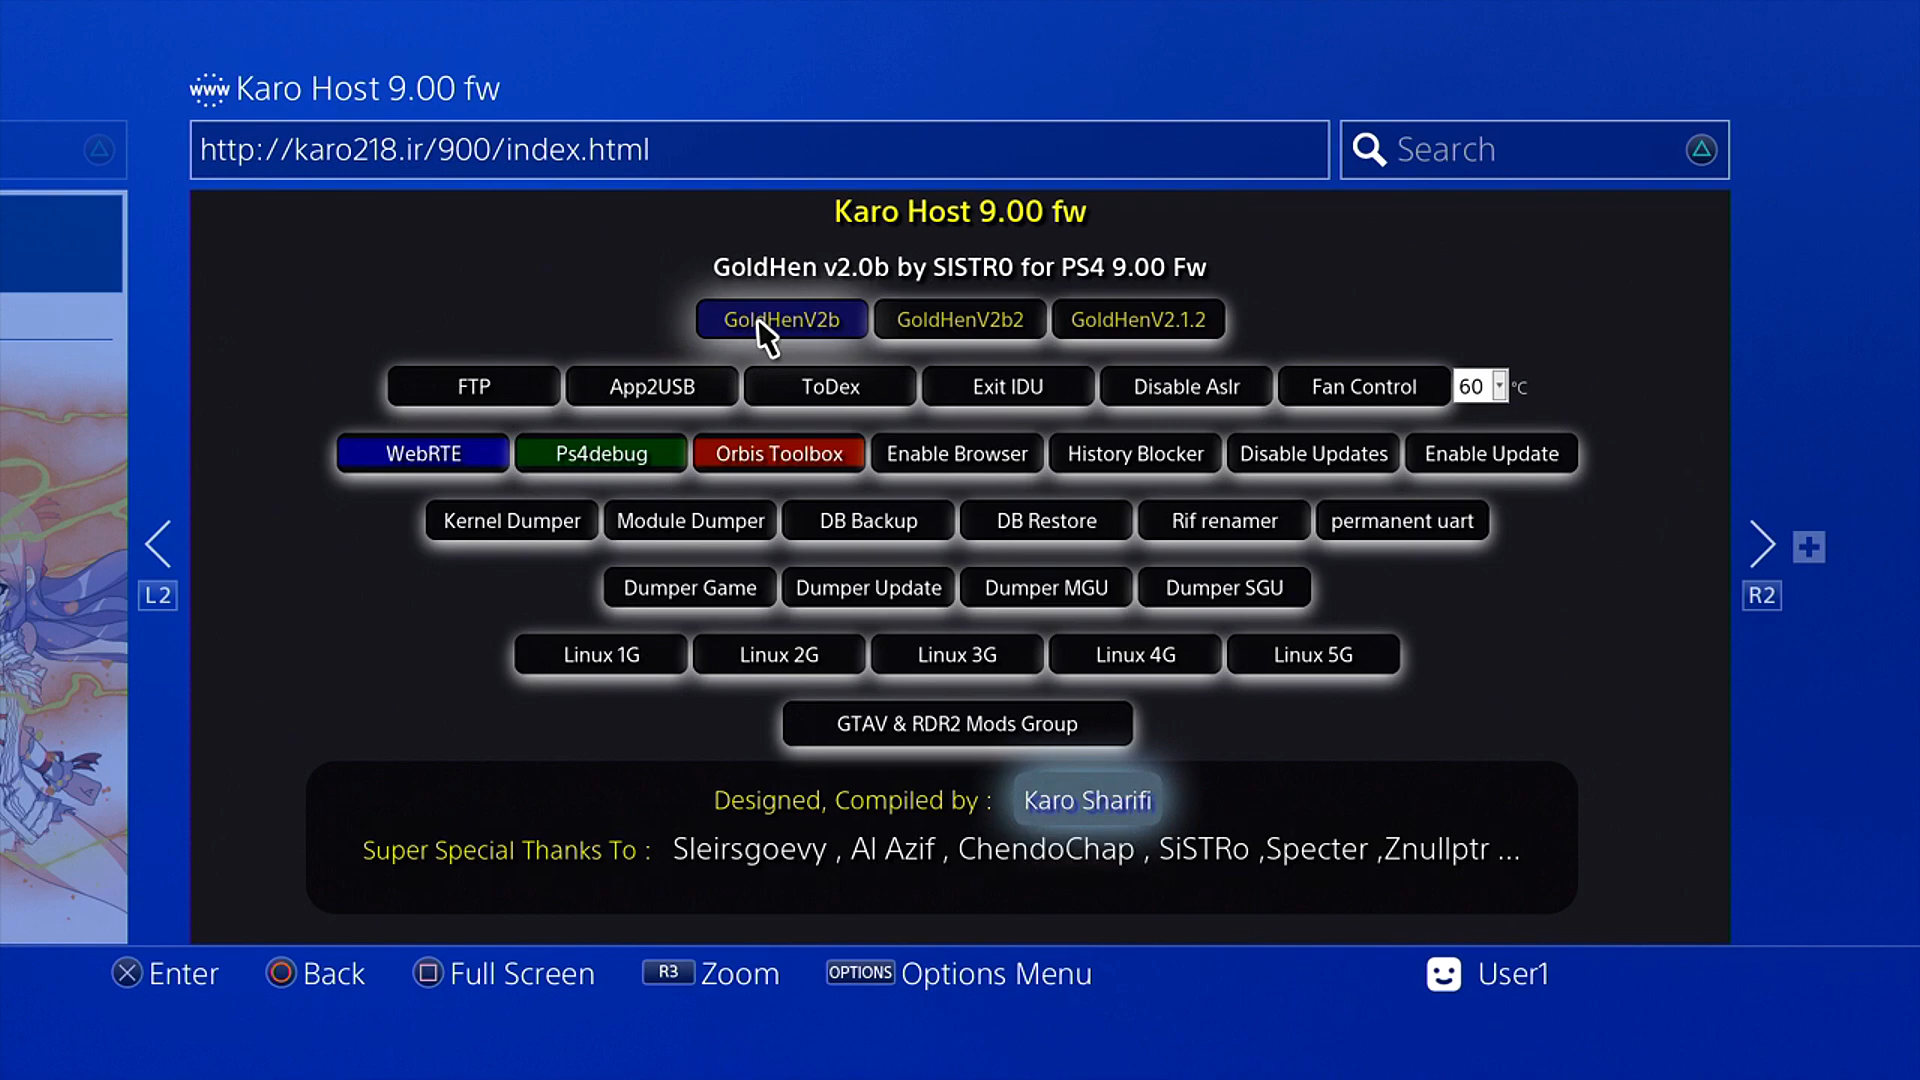 www Karo Host 9.00 fw
http://karo218.ir/900/index.html
Search
Karo Host 9.00 fw
GoldHen v2.0b by SISTR0 for PS4 9.00 Fw
GoldHenV2b GoldHenV2b2 GoldHenV2.1.2
FTP App2USB ToDex Exit IDU Disable Aslr Fan Control 60 °C
WebRTE Ps4debug Orbis Toolbox Enable Browser History Blocker Disable Updates Enable Update
Kernel Dumper Module Dumper DB Backup DB Restore Rif renamer permanent uart
L2 R2
Dumper Game Dumper Update Dumper MGU Dumper SGU
Linux 1G Linux 2G Linux 3G Linux 4G Linux 5G
GTAV & RDR2 Mods Group
Designed, Compiled by : Karo Sharifi
Super Special Thanks To : Sleirsgoevy , Al Azif , ChendoChap , SiSTRo ,Specter ,Znullptr ...
Enter Back Full Screen R3 Zoom OPTIONS Options Menu User1